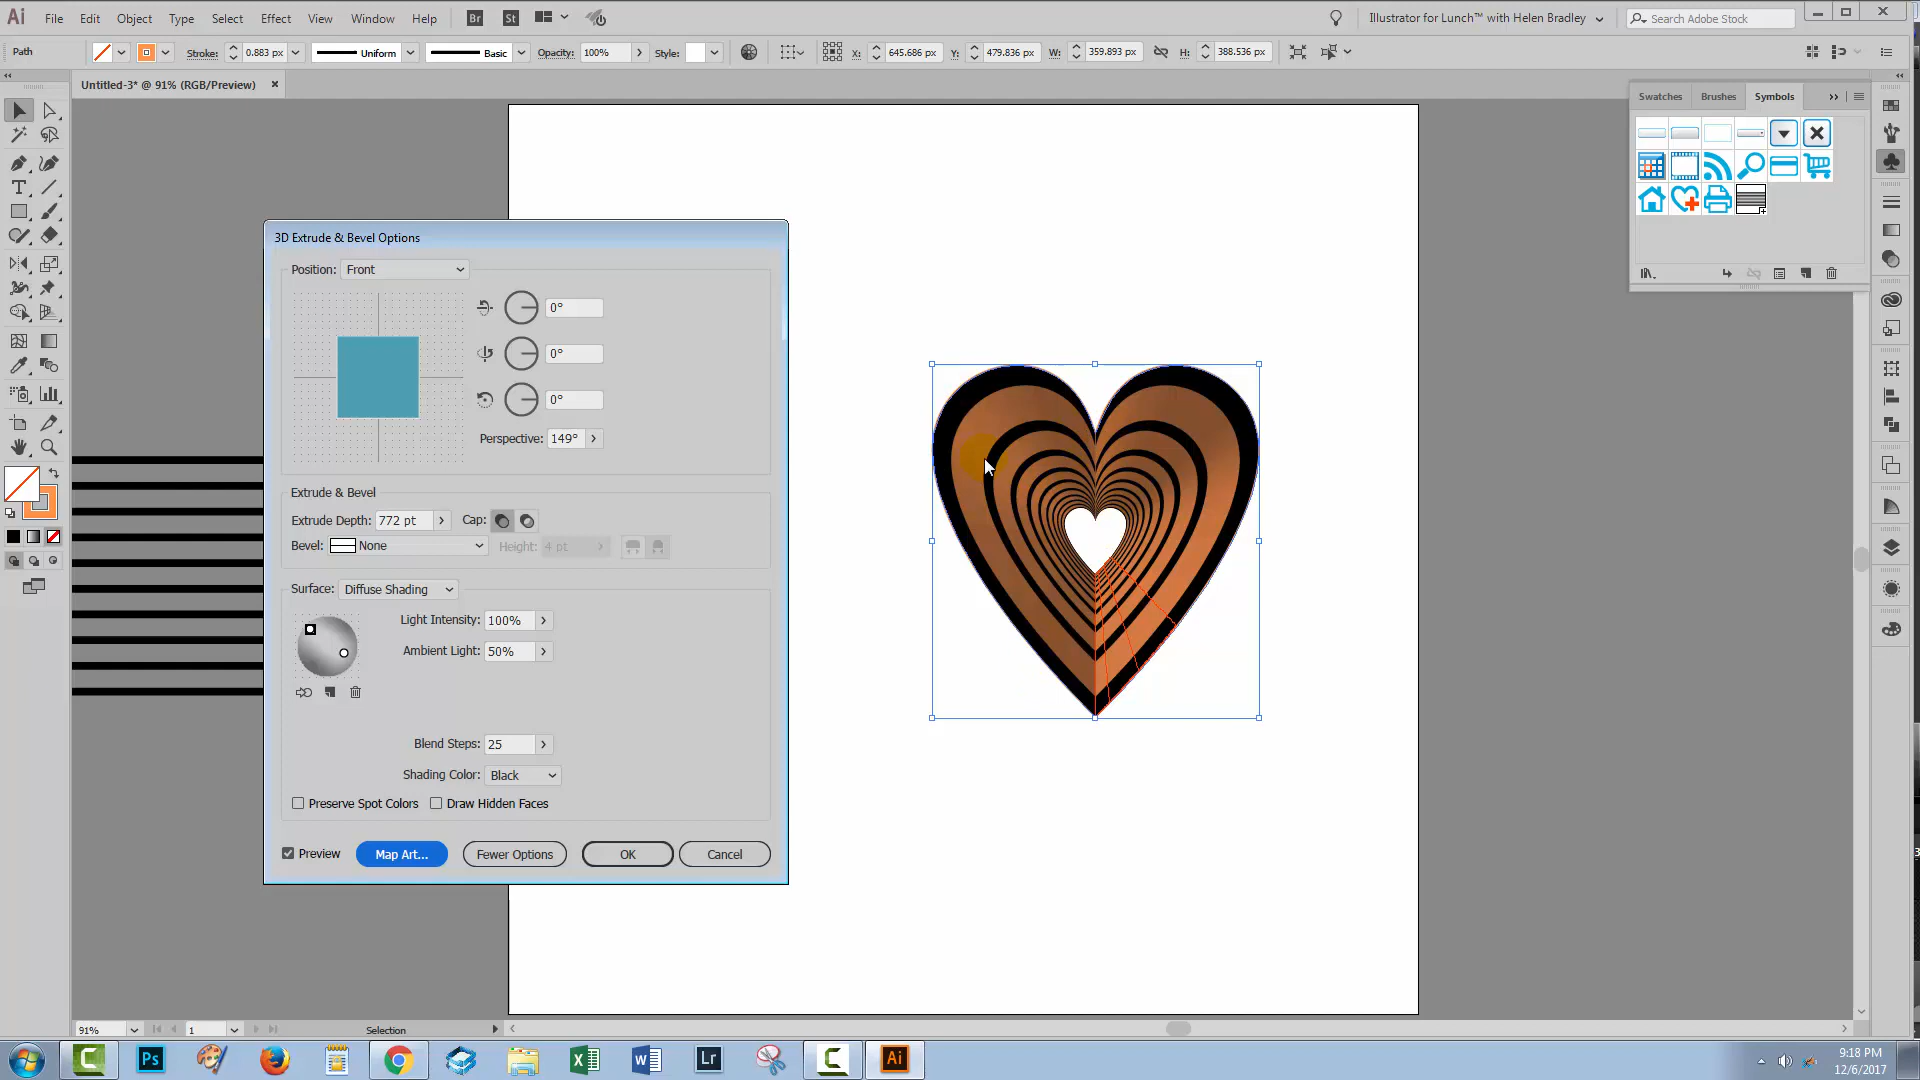 Ai File Edit Object Type Select Effect View Window Help Br St Illustrator for Lunch™ with Helen Bradley Search Adobe Stock
Path Stroke: 0.883 px Uniform Basic Opacity: 100% Style: X: 645.686 px Y: 479.836 px W: 359.893 px H: 388.536 px
Untitled-3* @ 91% (RGB/Preview)
Swatches Brushes Symbols
3D Extrude & Bevel Options
Position: Front
0°
0°
0°
Perspective: 149°
Extrude & Bevel
Extrude Depth: 772 pt Cap:
Bevel: None Height: 4 pt
Surface: Diffuse Shading
Light Intensity: 100%
Ambient Light: 50%
Blend Steps: 25
Shading Color: Black
Preserve Spot Colors Draw Hidden Faces
Preview Map Art... Fewer Options OK Cancel
91% 1 Selection
Ps Lr Ai
9:18 PM
12/6/2017